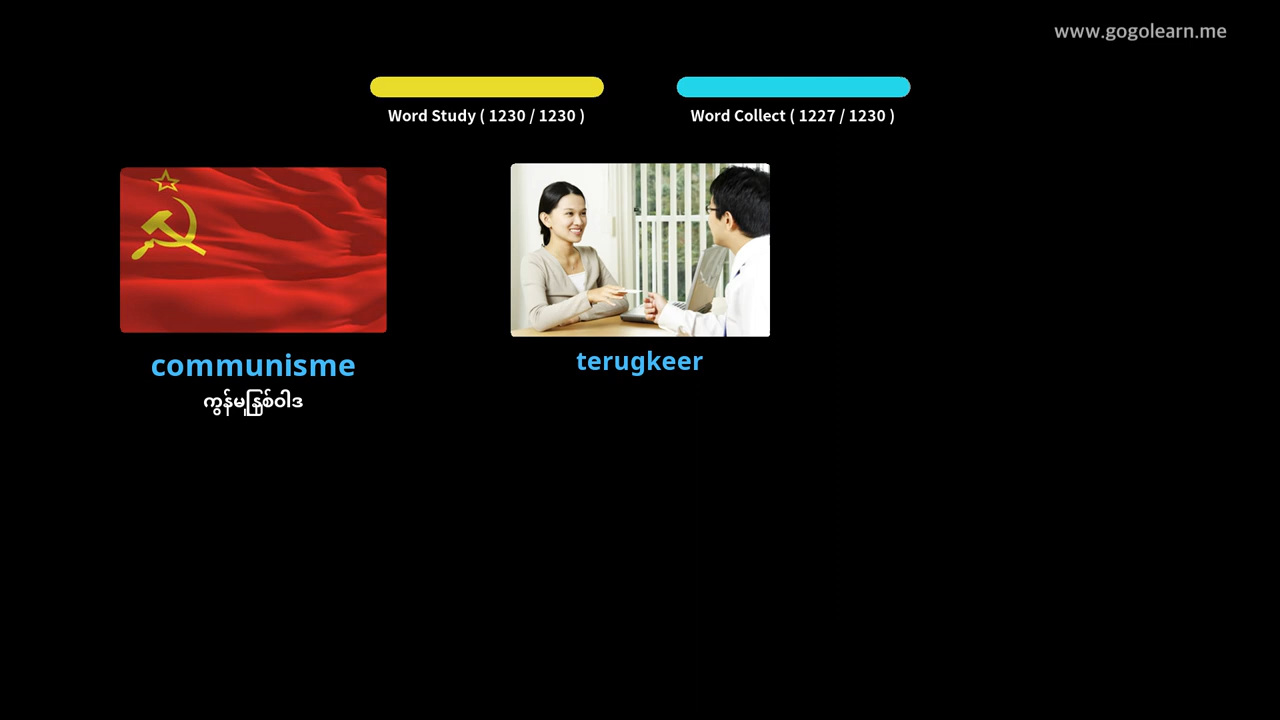 www.gogolearn.me
Word Study ( 1230 / 1230 )
Word Collect ( 1227 / 1230 )
communisme
ကွန်မြူနစ်ဝါဒ
terugkeer